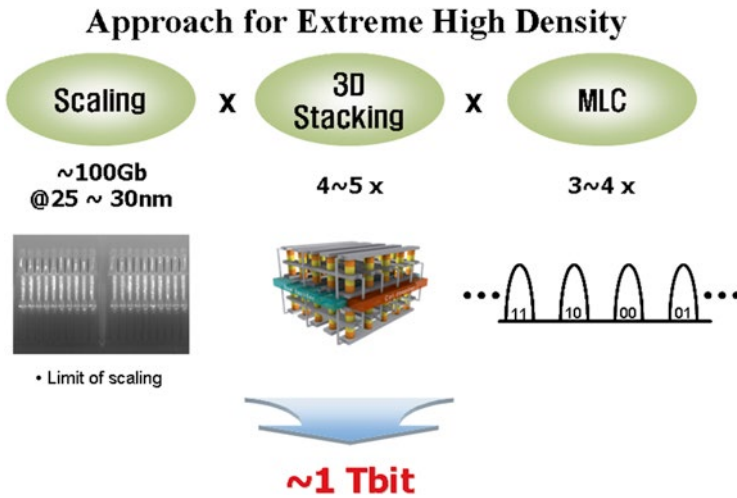 Approach for Extreme High Density
Scaling x 3D Stacking x MLC
~100Gb @25 ~ 30nm
4~5 x
3~4 x
••• 11 10 00 01 •••
• Limit of scaling
~1 Tbit